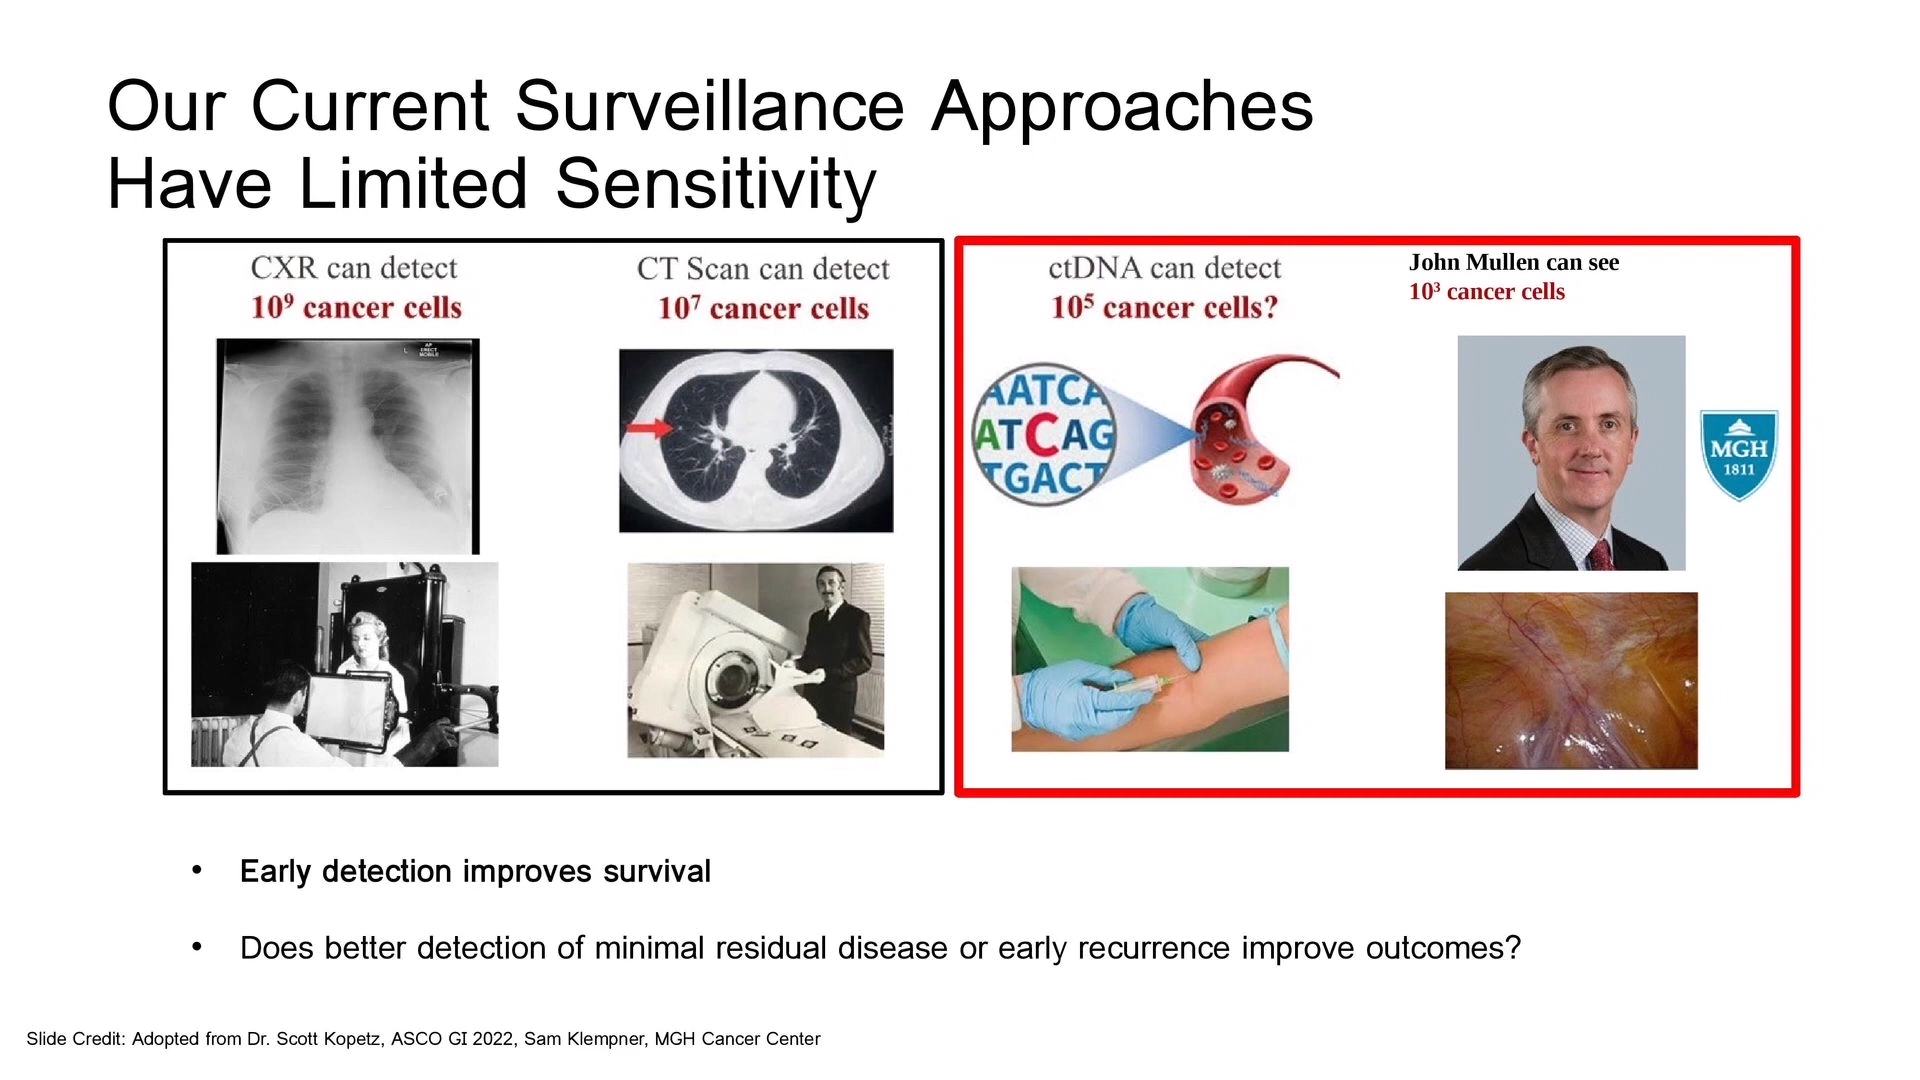 Our Current Surveillance Approaches
Have Limited Sensitivity
CXR can detect
10⁹ cancer cells
CT Scan can detect
10⁷ cancer cells
ctDNA can detect
10⁵ cancer cells?
John Mullen can see
10³ cancer cells
L
AP
ERECT
MOBILE
AATCA
ATCAG
TGACT
MGH
1811
• Early detection improves survival
• Does better detection of minimal residual disease or early recurrence improve outcomes?
Slide Credit: Adopted from Dr. Scott Kopetz, ASCO GI 2022, Sam Klempner, MGH Cancer Center